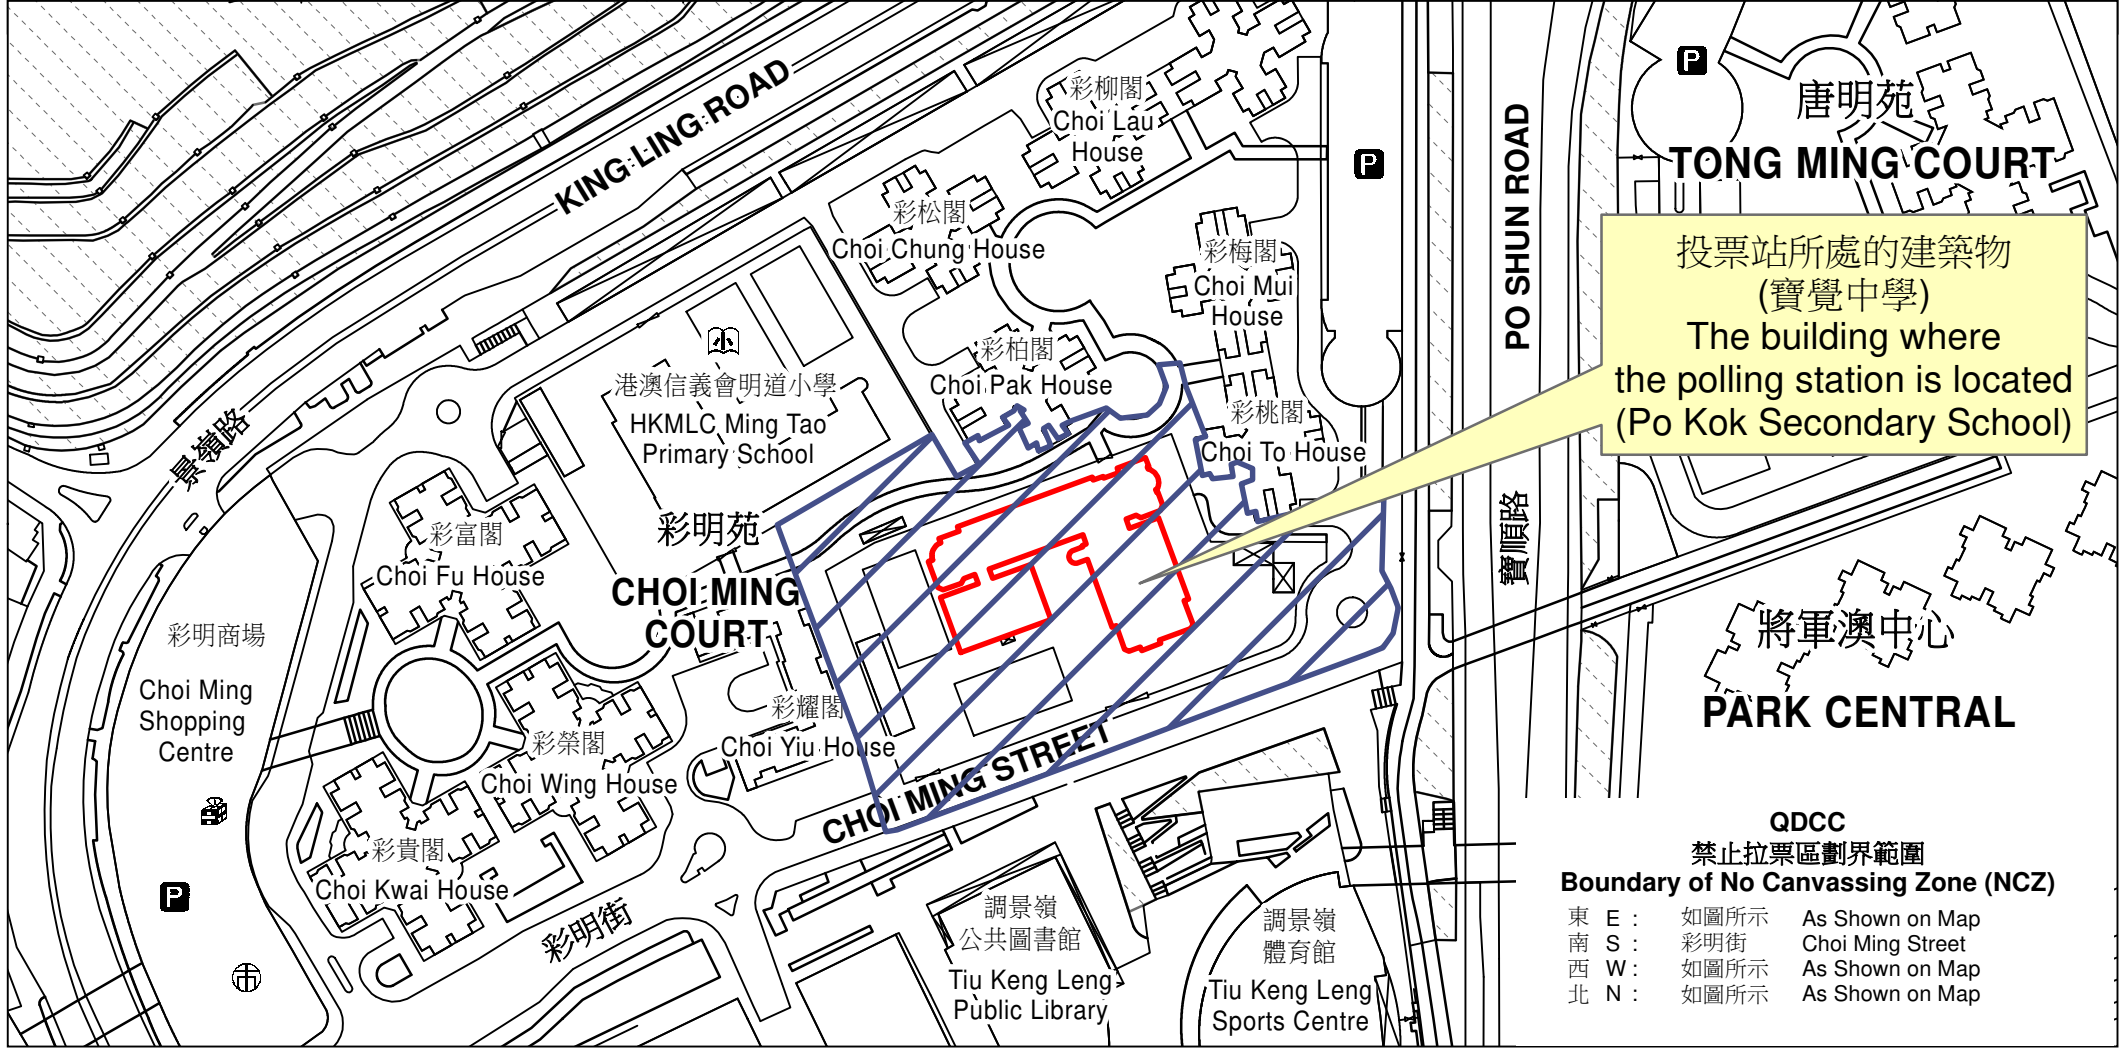 KING LING ROAD
彩柳閣
Choi Lau
House
P
P
唐明苑
TONG MING COURT
PO SHUN ROAD
彩松閣
Choi Chung House
彩梅閣
Choi Mui
House
投票站所處的建築物
(寶覺中學)
The building where
the polling station is located
(Po Kok Secondary School)
小
港澳信義會明道小學
HKMLC Ming Tao
Primary School
彩柏閣
Choi Pak House
彩桃閣
Choi To House
景嶺路
彩明苑
CHOI MING
COURT
彩富閣
Choi Fu House
寶順路
將軍澳中心
PARK CENTRAL
彩明商場
Choi Ming
Shopping
Centre
彩耀閣
Choi Yiu House
彩榮閣
Choi Wing House
CHOI MING STREET
彩貴閣
Choi Kwai House
P
市
彩明街
調景嶺
公共圖書館
Tiu Keng Leng
Public Library
調景嶺
體育館
Tiu Keng Leng
Sports Centre
QDCC
禁止拉票區劃界範圍
Boundary of No Canvassing Zone (NCZ)
東 E : 如圖所示 As Shown on Map
南 S : 彩明街 Choi Ming Street
西 W : 如圖所示 As Shown on Map
北 N : 如圖所示 As Shown on Map